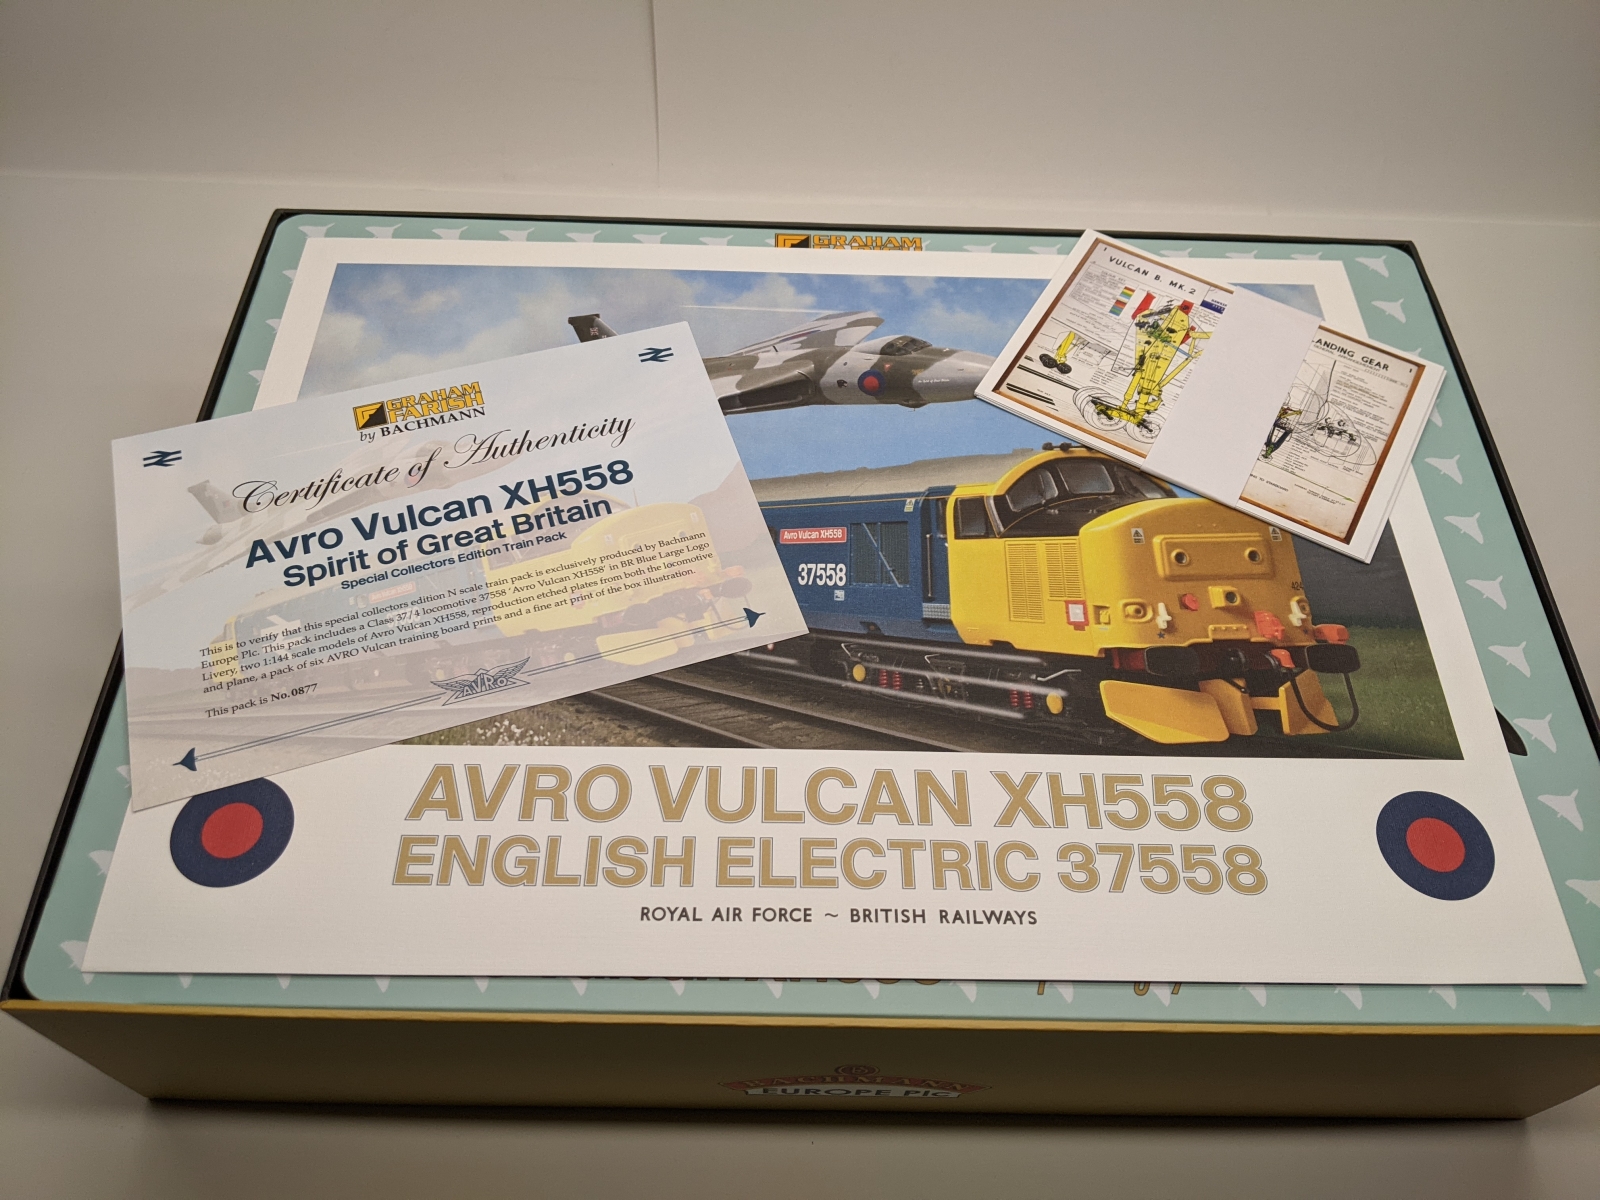 GRAHAM
VULCAN B. MK.2
LANDING GEAR
GRAHAM
FARISH
by BACHMANN
Certificate of Authenticity
Avro Vulcan XH558
Spirit of Great Britain
Special Collectors Edition Train Pack
This is to verify that this special collectors edition N scale train pack is exclusively produced by Bachmann
Europe Plc. This pack includes a Class 37/4 locomotive 37558 'Avro Vulcan XH558' in BR Blue Large Logo
Livery, two 1:144 scale models of Avro Vulcan XH558, reproduction etched plates from both the locomotive
and plane, a pack of six AVRO Vulcan training board prints and a fine art print of the box illustration.
This pack is No.0877
AVRO
Avro Vulcan XH558
37558
AVRO VULCAN XH558
ENGLISH ELECTRIC 37558
ROYAL AIR FORCE ~ BRITISH RAILWAYS
BACHMANN
EUROPE Plc